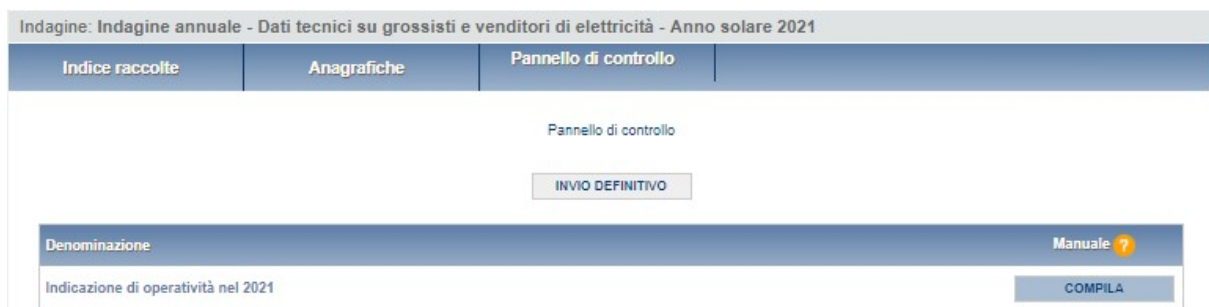 Indagine: Indagine annuale - Dati tecnici su grossisti e venditori di elettricità - Anno solare 2021
Indice raccolte Anagrafiche Pannello di controllo
Pannello di controllo
INVIO DEFINITIVO
Denominazione Manuale ?
Indicazione di operatività nel 2021 COMPILA